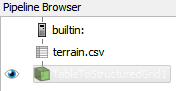 Pipeline Browser
builtin:
terrain.csv
TableToStructuredGrid1